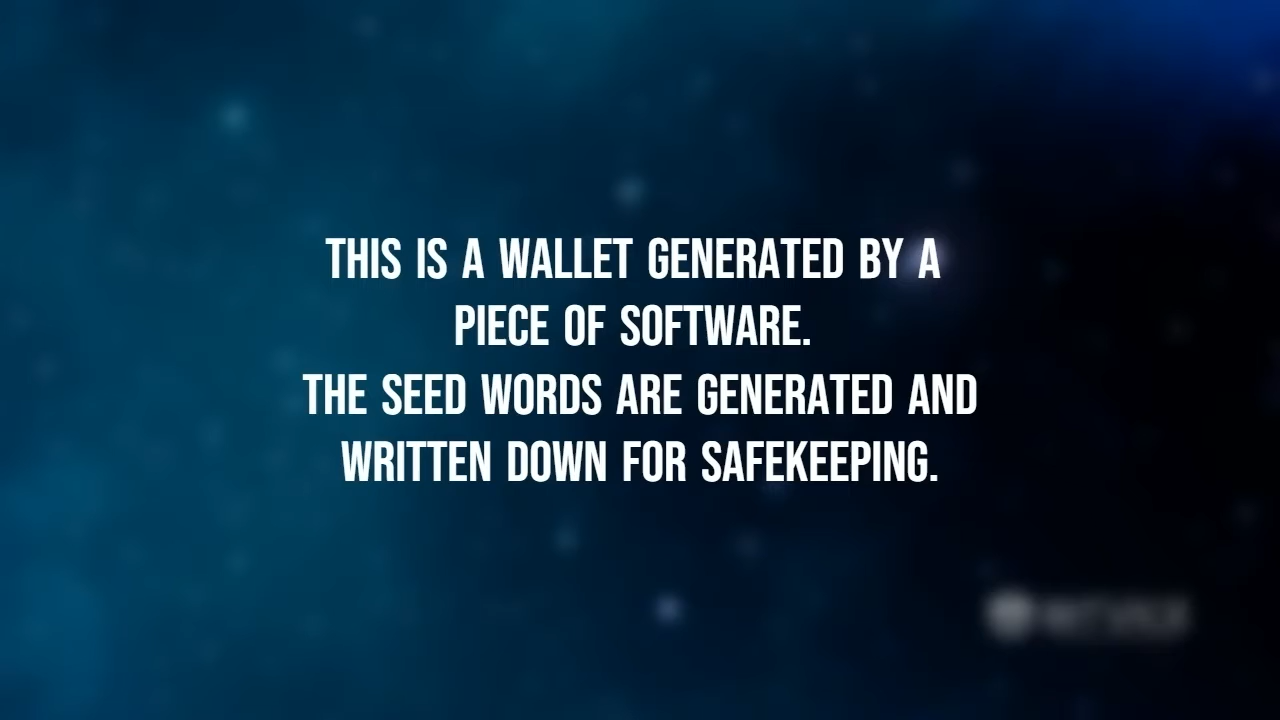 THIS IS A WALLET GENERATED BY A
PIECE OF SOFTWARE.
THE SEED WORDS ARE GENERATED AND
WRITTEN DOWN FOR SAFEKEEPING.